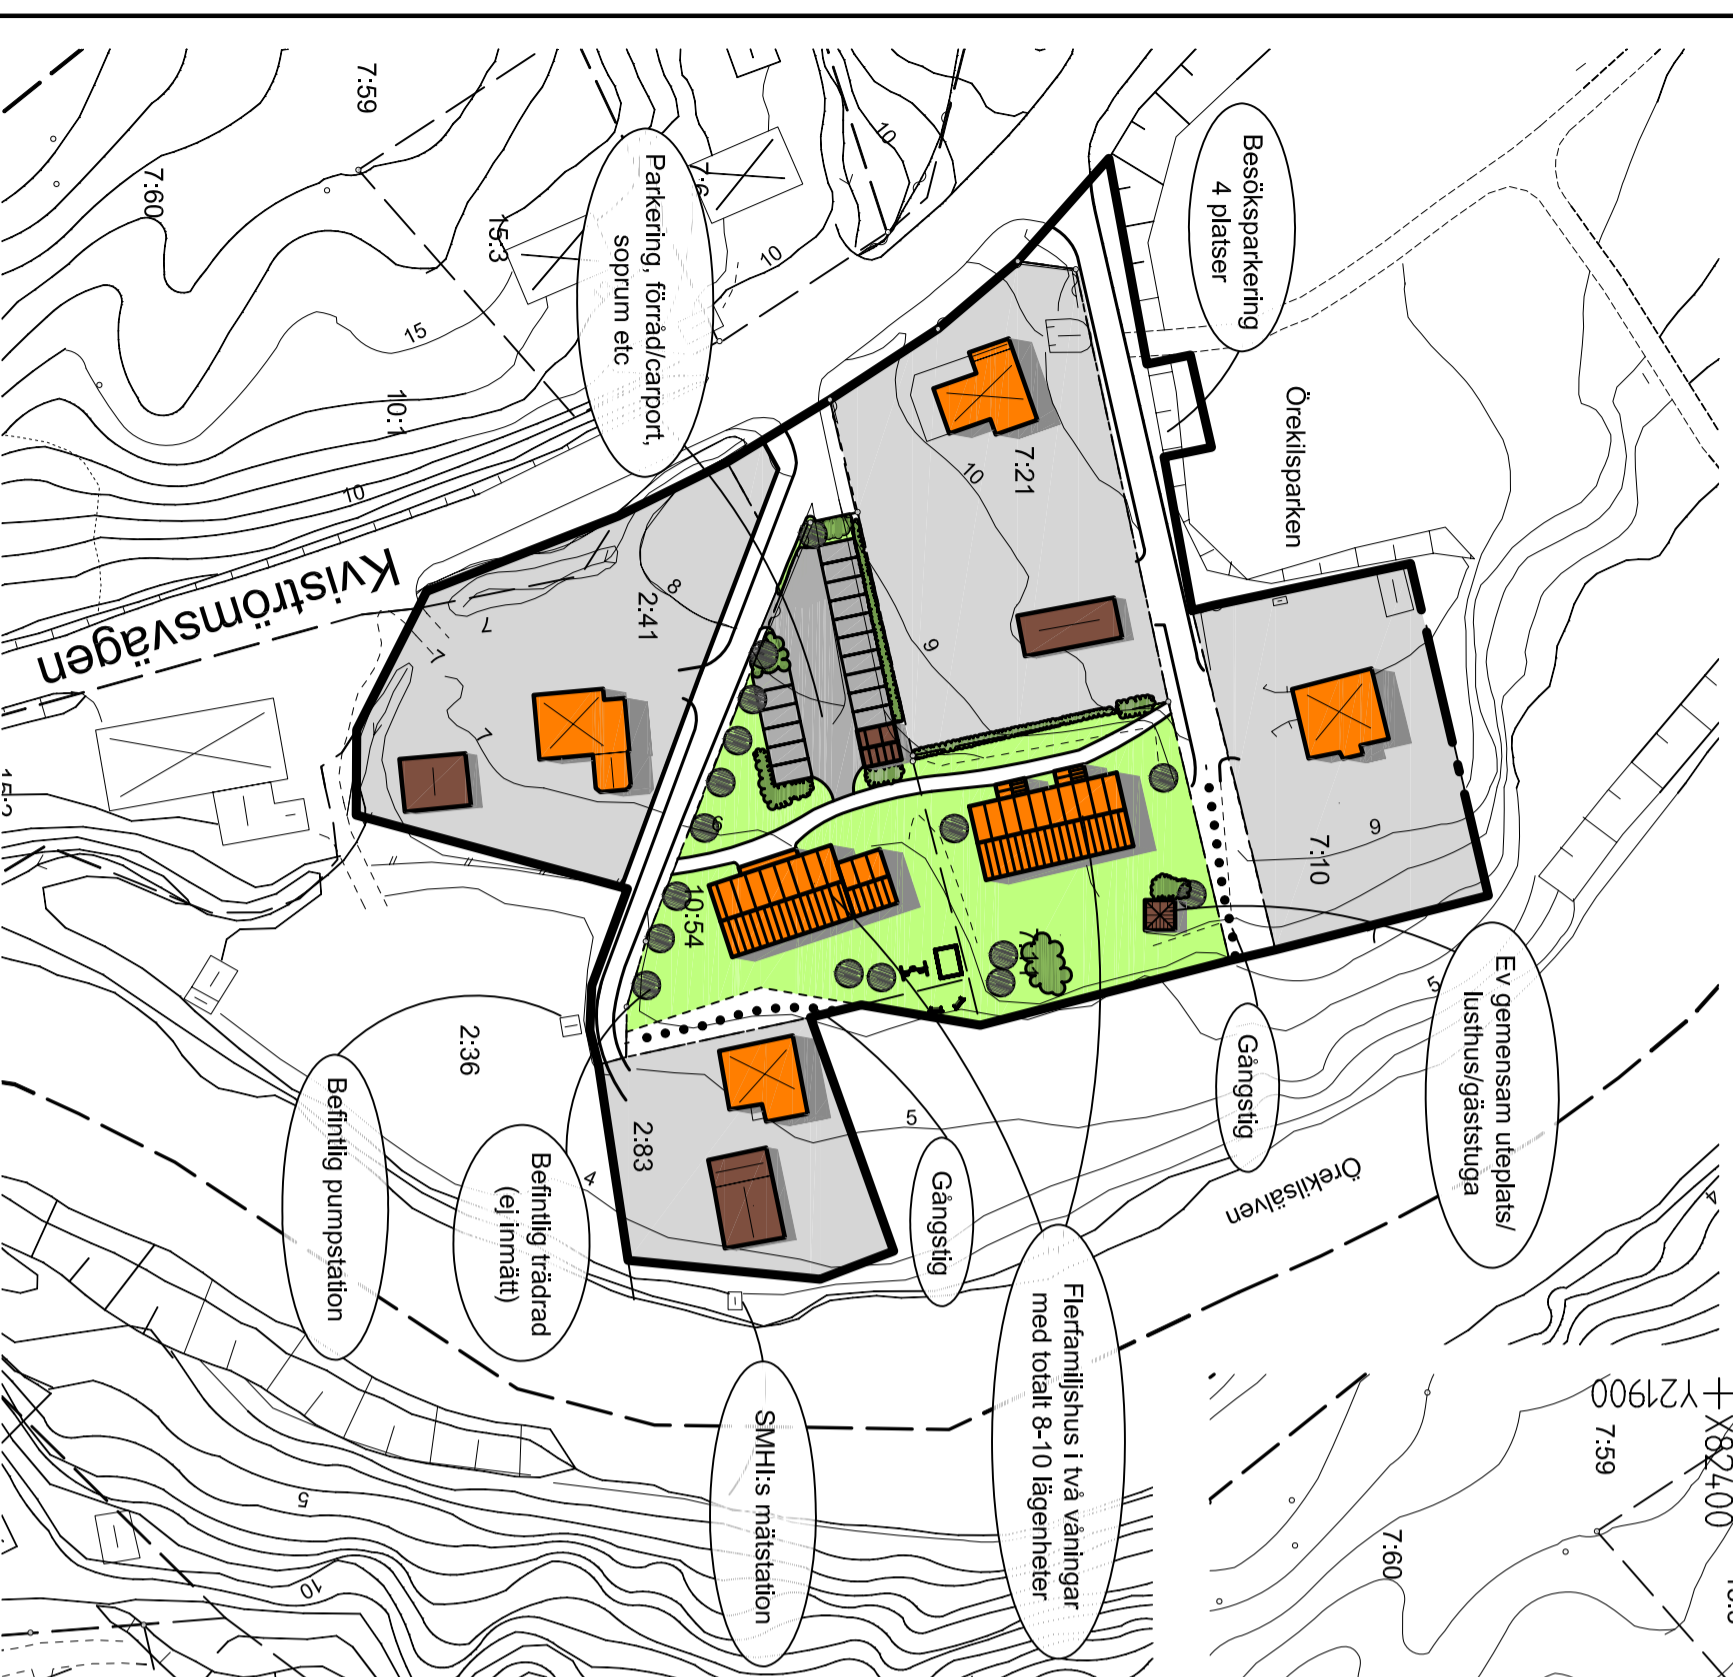 Besöksparkering
4 platser
Parkering, förråd/carport,
soprum etc
Örekilsparken
Kviströmsvägen
Ev gemensam uteplats/
lusthus/gäststuga
Gångstig
Gångstig
Örekilsälven
Flerfamiljshus i två våningar
med totalt 8-10 lägenheter
SMHI:s mätstation
Befintlig trädrad
(ej inmätt)
Befintlig pumpstation
7:59
7:60
15:3
10:1
7:21
7:10
2:41
10:54
2:83
2:36
10
10
15
10
10
9
8
7
7
7
6
6
5
5
4
4
5
10
Y21900
X82400
7:59
7:60